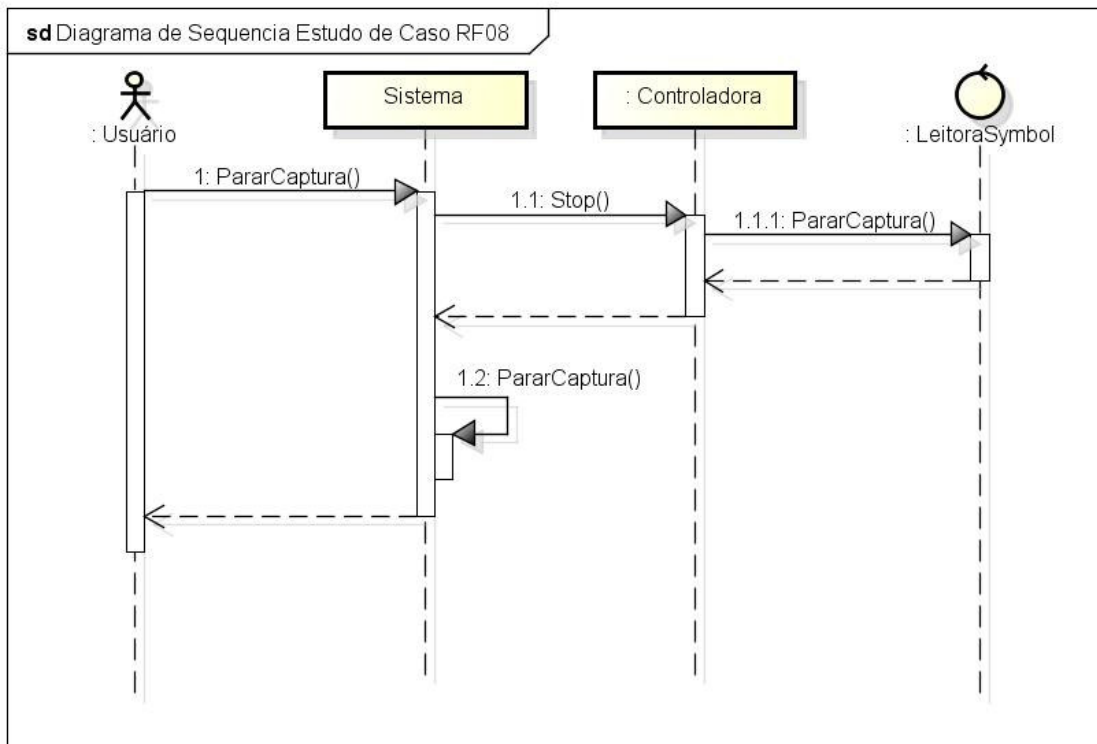 sd Diagrama de Sequencia Estudo de Caso RF08
: Usuário
Sistema
: Controladora
: LeitoraSymbol
1: PararCaptura()
1.1: Stop()
1.1.1: PararCaptura()
1.2: PararCaptura()